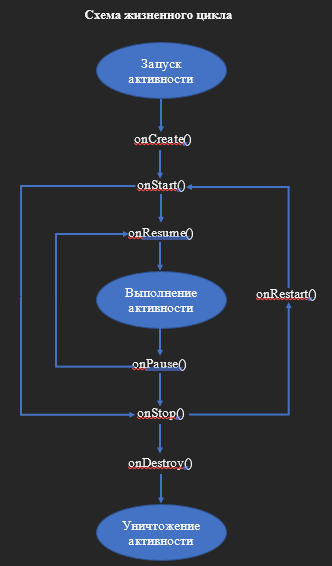 Схема жизненного цикла
Запуск
активности
onCreate()
onStart()
onResume()
Выполнение
активности
onRestart()
onPause()
onStop()
onDestroy()
Уничтожение
активности